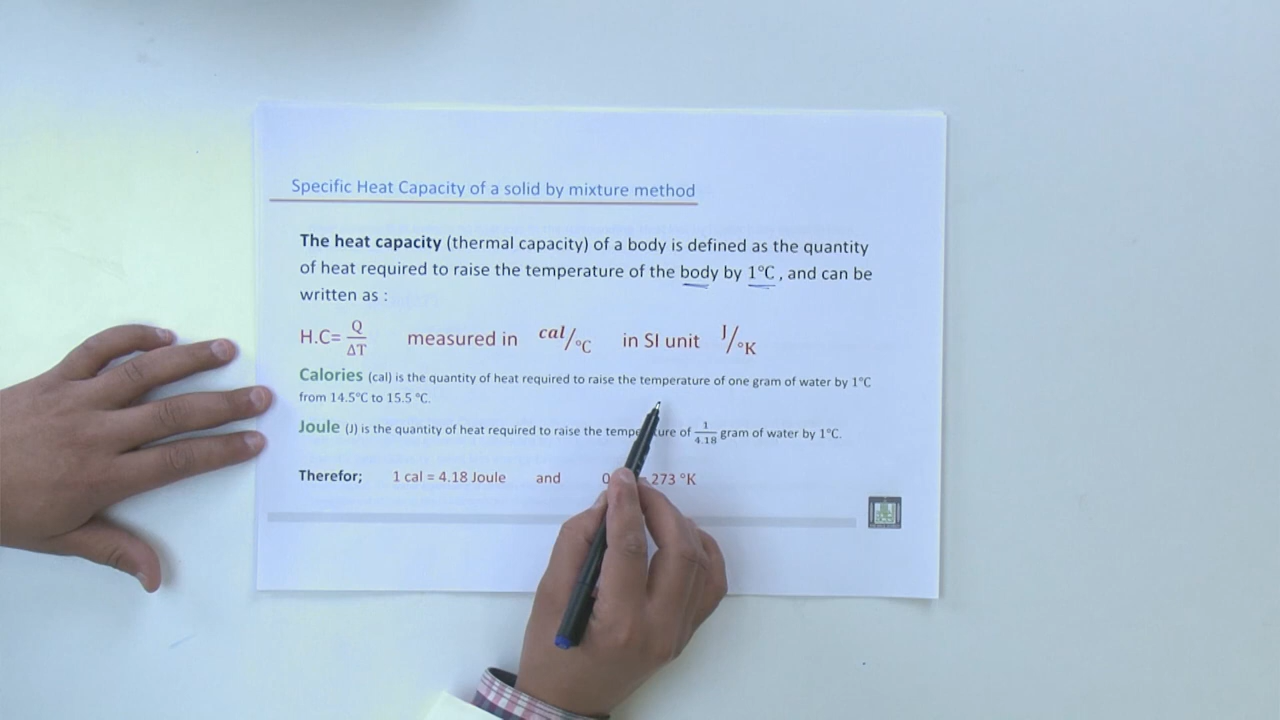 Specific Heat Capacity of a solid by mixture method
The heat capacity (thermal capacity) of a body is defined as the quantity
of heat required to raise the temperature of the body by 1°C , and can be
written as :
H.C= Q/ΔT measured in cal/°C in SI unit J/°K
Calories (cal) is the quantity of heat required to raise the temperature of one gram of water by 1°C
from 14.5°C to 15.5 °C.
Joule (J) is the quantity of heat required to raise the of 1/4.18 gram of water by 1°C.
Therefor; 1 cal = 4.18 Joule and 273 °K